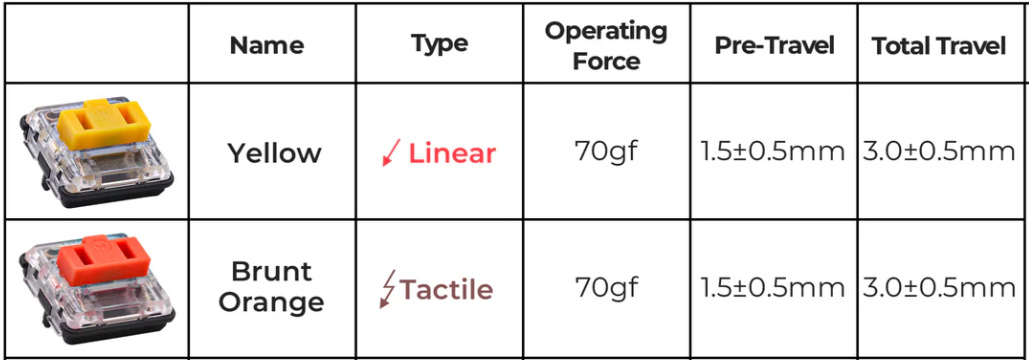 Name
Type
Operating
Force
Pre-Travel
Total Travel
Yellow
Linear
70gf
1.5±0.5mm
3.0±0.5mm
Brunt
Orange
Tactile
70gf
1.5±0.5mm
3.0±0.5mm